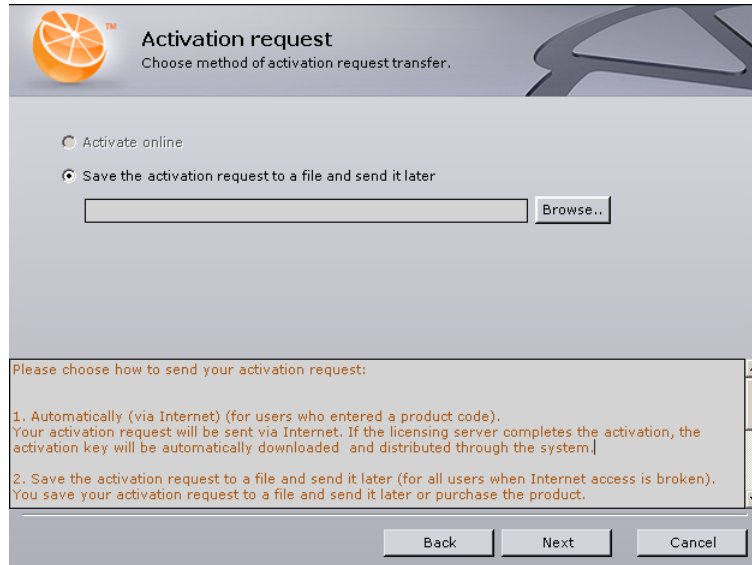 TM
Activation request
Choose method of activation request transfer.
Activate online
Save the activation request to a file and send it later
Browse..
Please choose how to send your activation request:
1. Automatically (via Internet) (for users who entered a product code).
Your activation request will be sent via Internet. If the licensing server completes the activation, the
activation key will be automatically downloaded  and distributed through the system.
2. Save the activation request to a file and send it later (for all users when Internet access is broken).
You save your activation request to a file and send it later or purchase the product.
Back
Next
Cancel